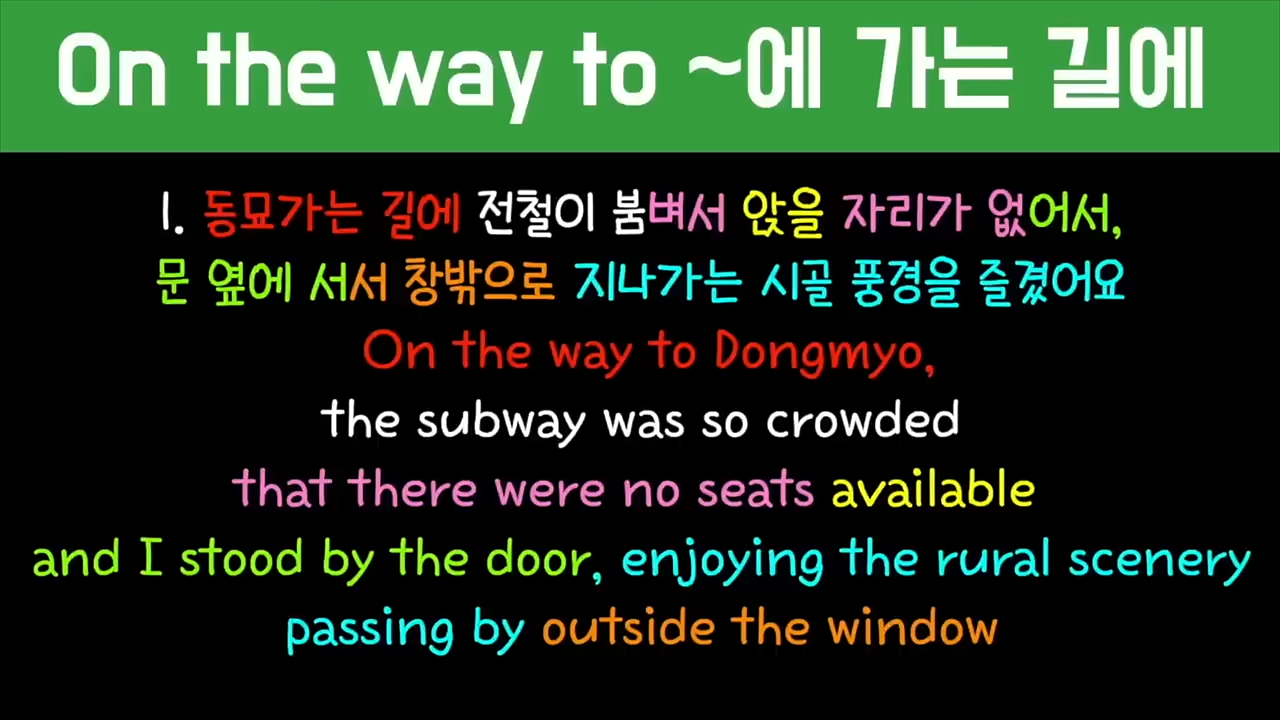 On the way to ~에 가는 길에
1. 동묘가는 길에 전철이 붐벼서 앉을 자리가 없어서,
문 옆에 서서 창밖으로 지나가는 시골 풍경을 즐겼어요
On the way to Dongmyo,
the subway was so crowded
that there were no seats available
and I stood by the door, enjoying the rural scenery
passing by outside the window